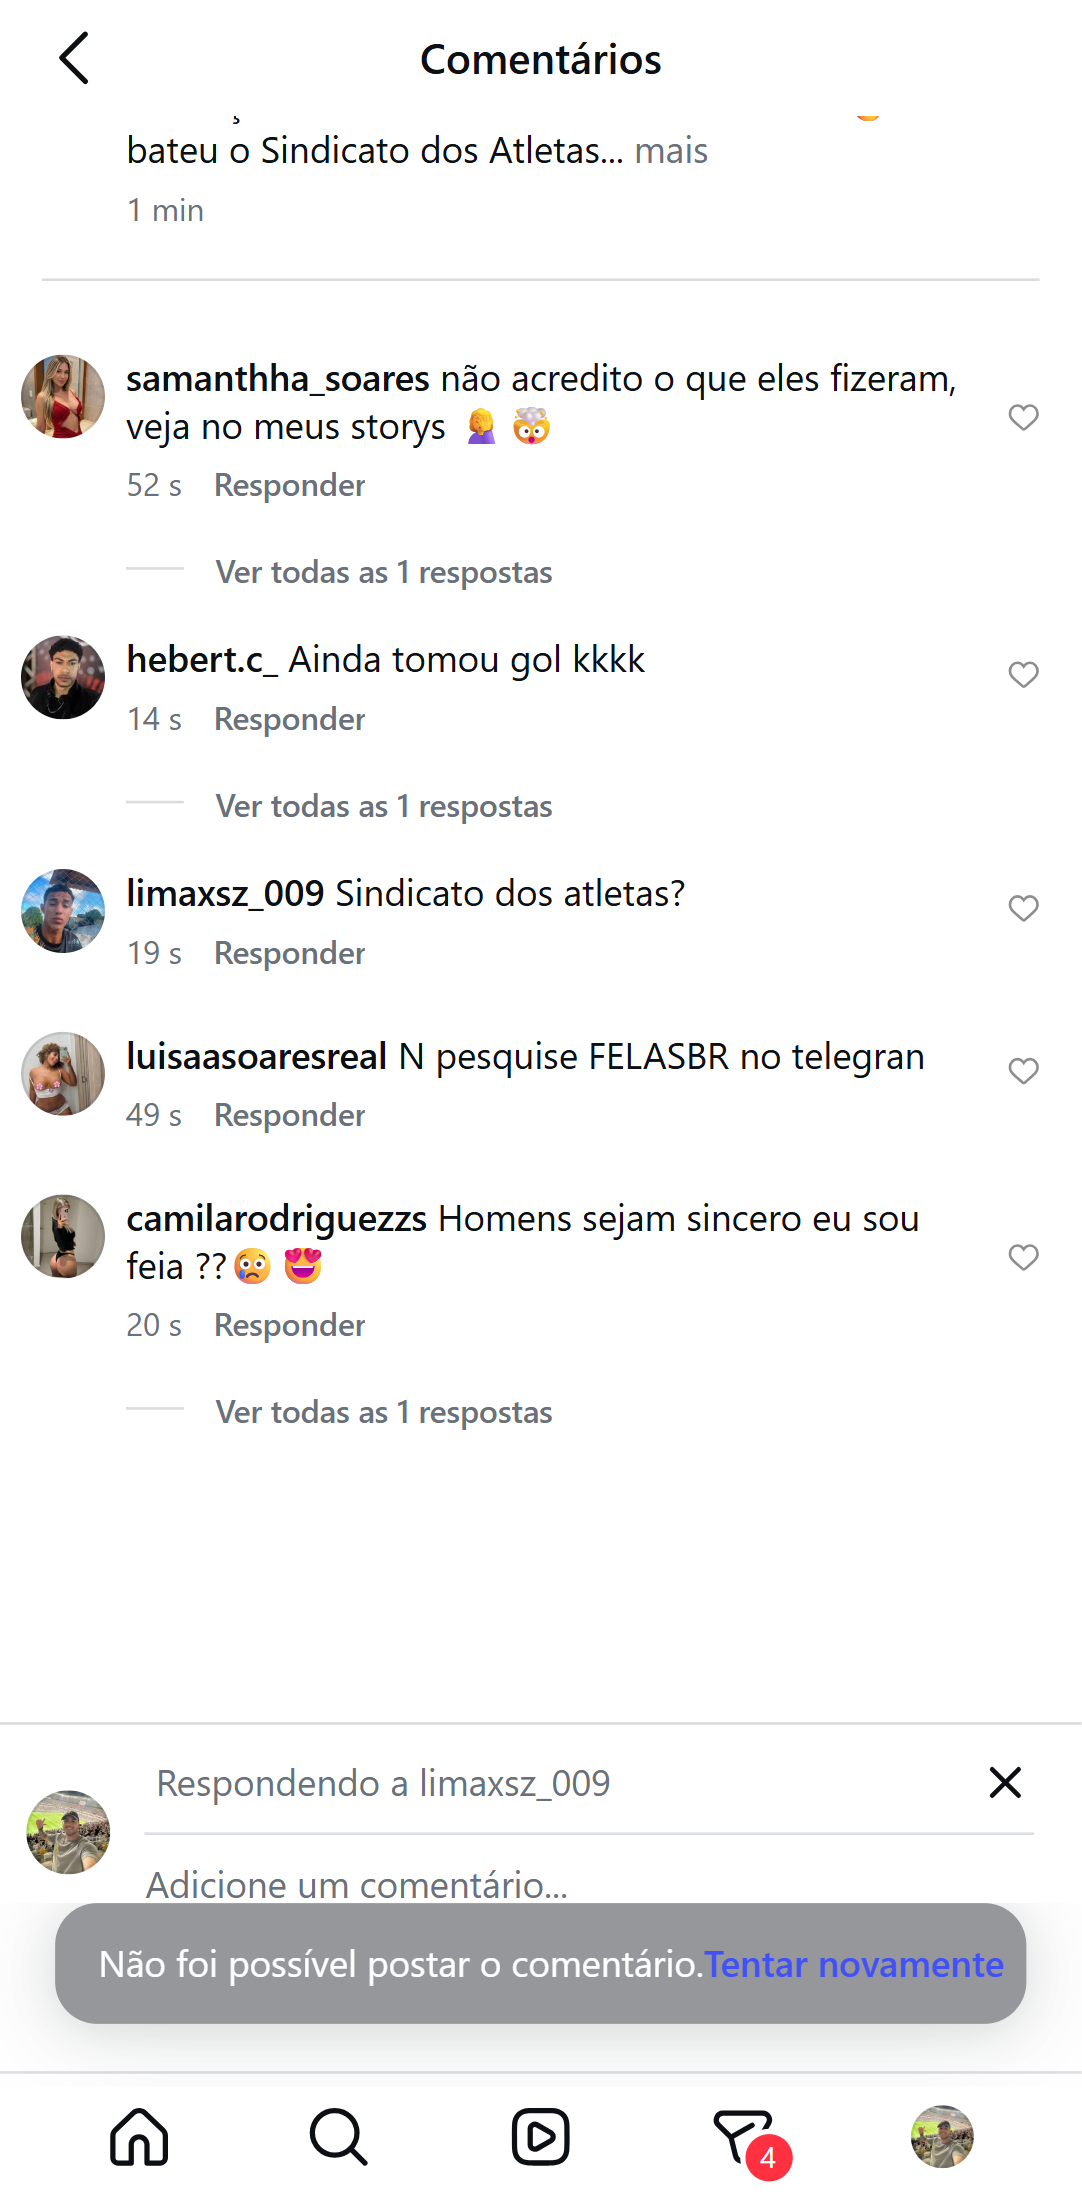 Comentários
bateu o Sindicato dos Atletas... mais
1 min
samanthha_soares não acredito o que eles fizeram,
veja no meus storys 🤦‍♀️ 🤯
52 s Responder
Ver todas as 1 respostas
hebert.c_ Ainda tomou gol kkkk
14 s Responder
Ver todas as 1 respostas
limaxsz_009 Sindicato dos atletas?
19 s Responder
luisaasoaresreal N pesquise FELASBR no telegran
49 s Responder
camilarodriguezzs Homens sejam sincero eu sou
feia ??😢 😍
20 s Responder
Ver todas as 1 respostas
Respondendo a limaxsz_009
Adicione um comentário...
Não foi possível postar o comentário.Tentar novamente
4